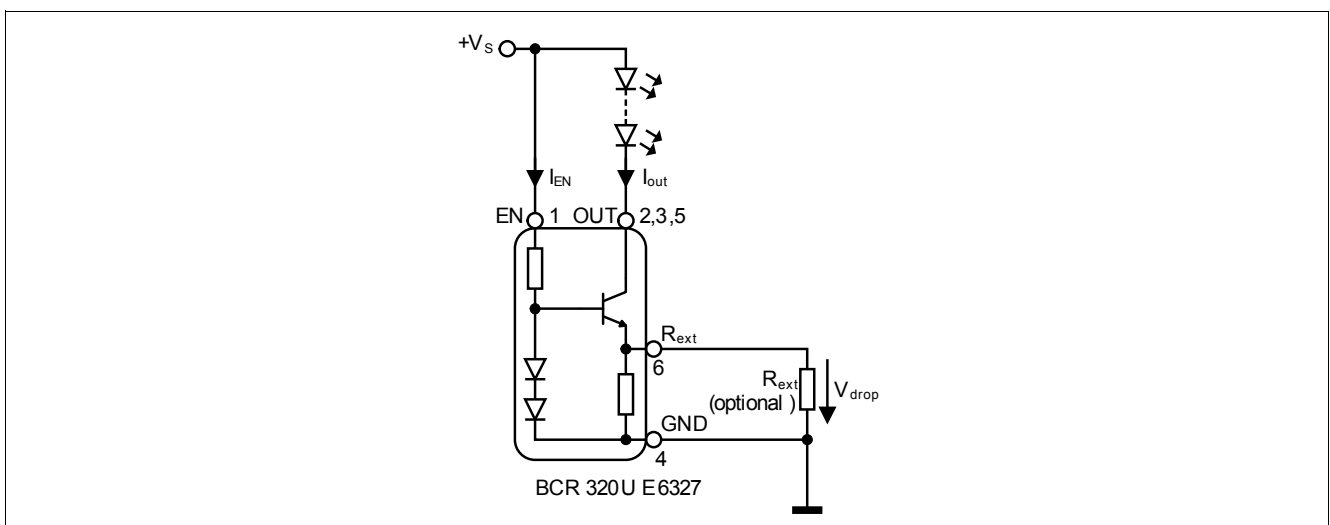 +VS
IEN Iout
EN 1 OUT 2,3,5
Rext
6
Rext
(optional ) Vdrop
GND
4
BCR 320U E6327